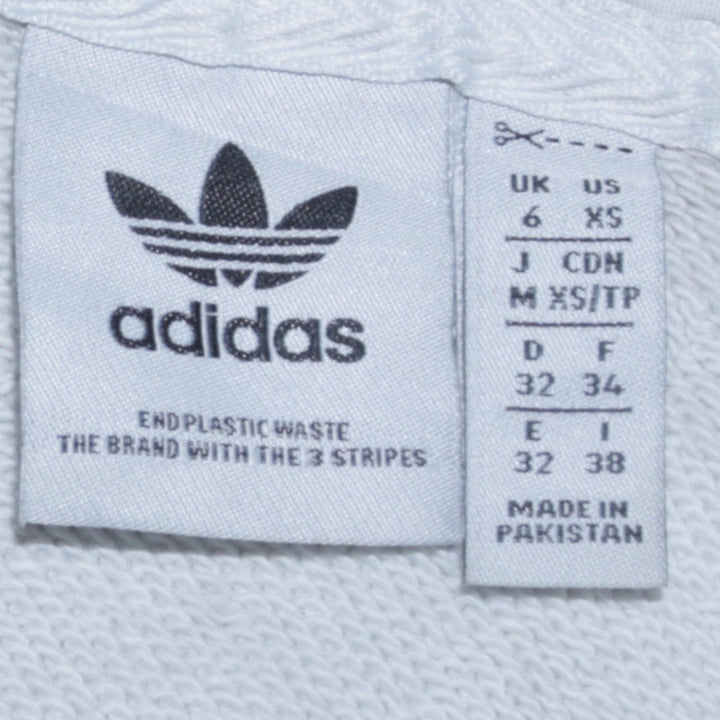 adidas
END PLASTIC WASTE
THE BRAND WITH THE 3 STRIPES
UK US
6 XS
J CDN
M XS/TP
D F
32 34
E I
32 38
MADE IN
PAKISTAN